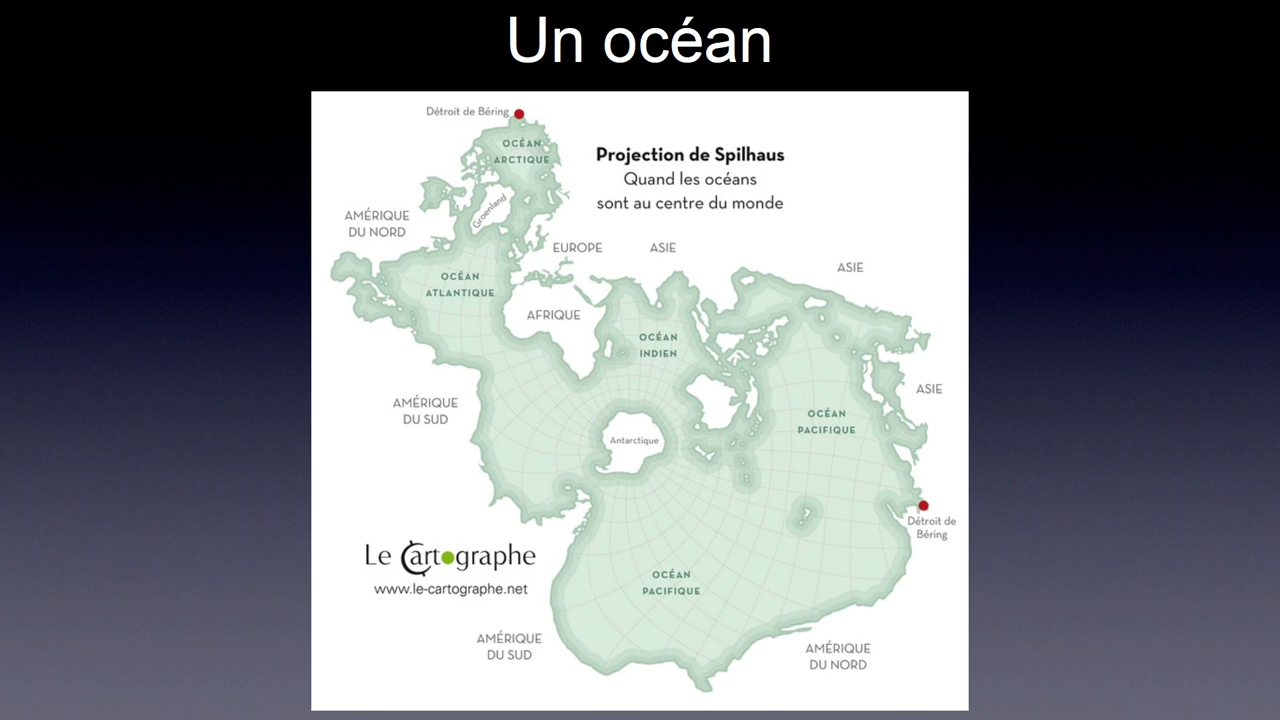 Un océan
Détroit de Béring
OCÉAN
ARCTIQUE
Projection de Spilhaus
Quand les océans
sont au centre du monde
Groenland
AMÉRIQUE
DU NORD
EUROPE
ASIE
ASIE
OCÉAN
ATLANTIQUE
AFRIQUE
OCÉAN
INDIEN
ASIE
AMÉRIQUE
DU SUD
OCÉAN
PACIFIQUE
Antarctique
Détroit de
Béring
Le Cartographe
www.le-cartographe.net
OCÉAN
PACIFIQUE
AMÉRIQUE
DU SUD
AMÉRIQUE
DU NORD